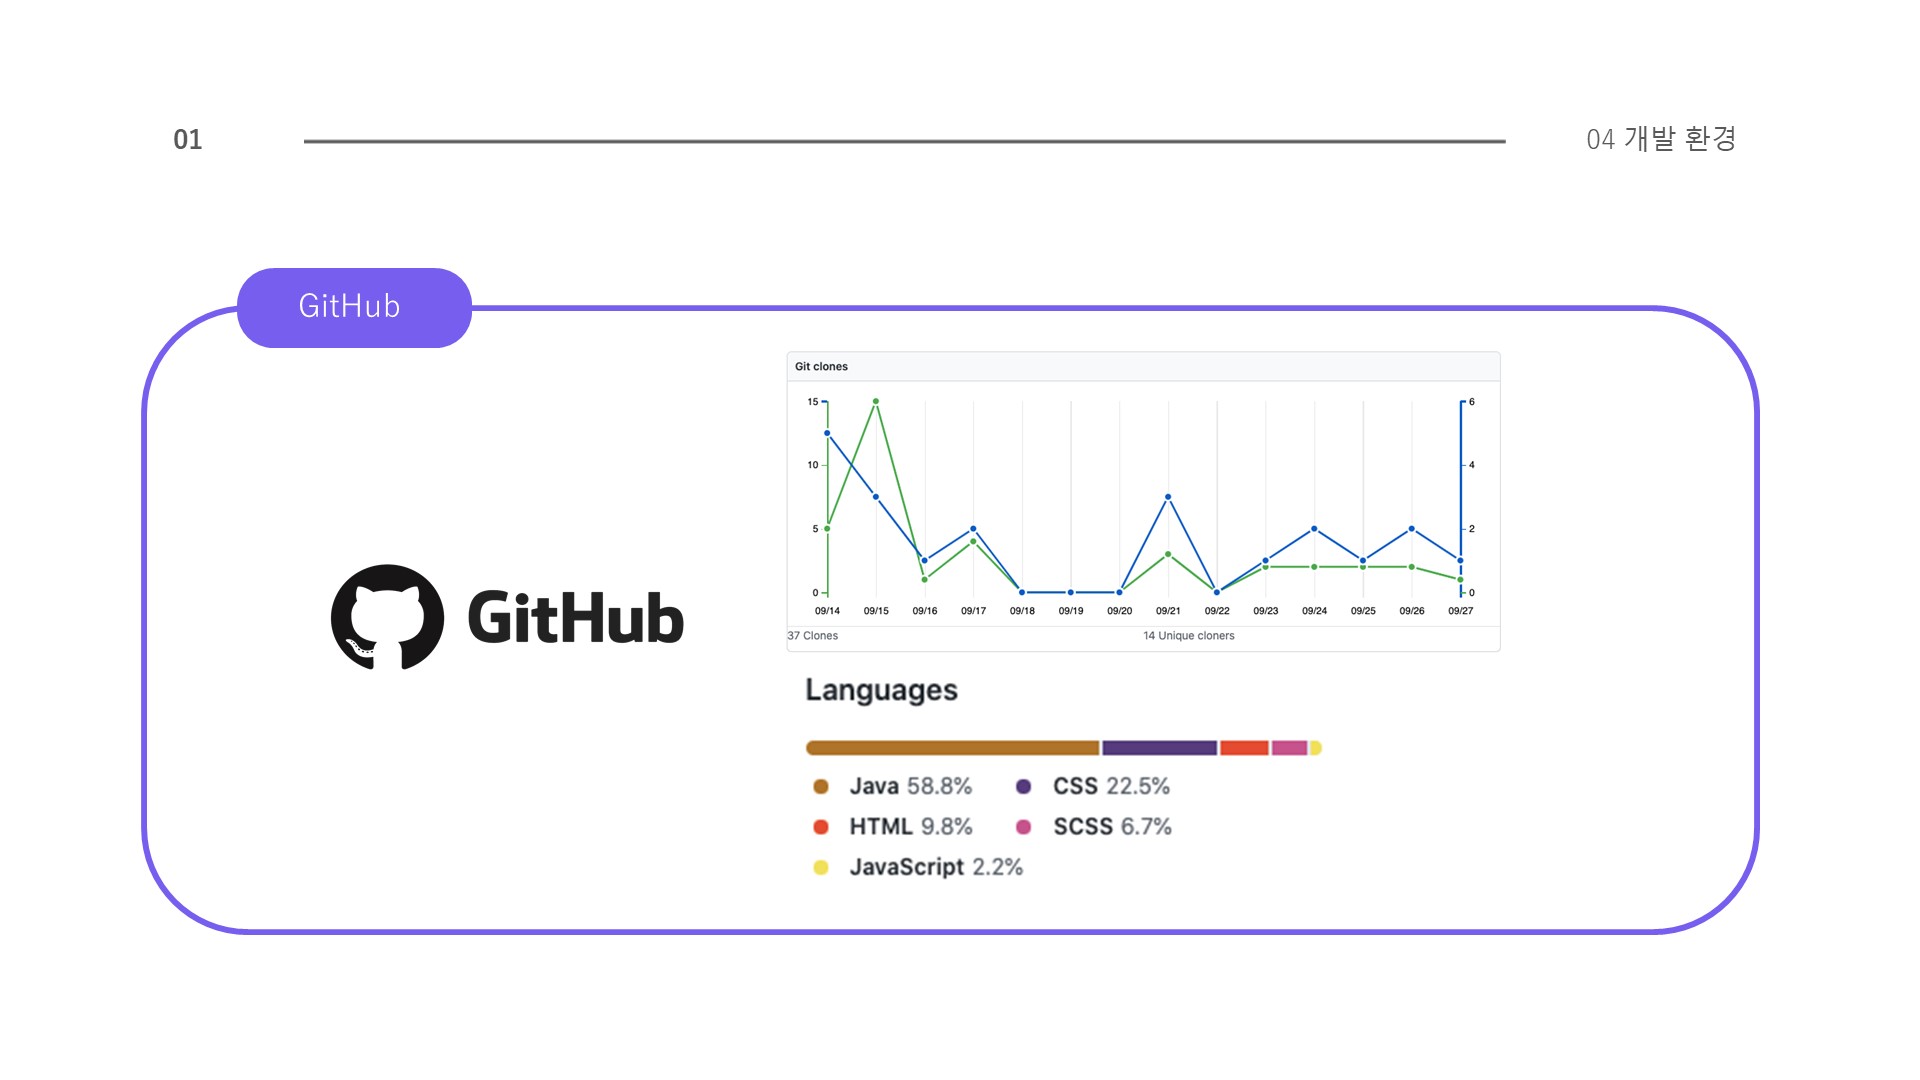 01
04 개발 환경
GitHub
GitHub
Git clones
15 6
10 4
5 2
0 0
09/14 09/15 09/16 09/17 09/18 09/19 09/20 09/21 09/22 09/23 09/24 09/25 09/26 09/27
37 Clones 14 Unique cloners
Languages
Java 58.8% CSS 22.5%
HTML 9.8% SCSS 6.7%
JavaScript 2.2%